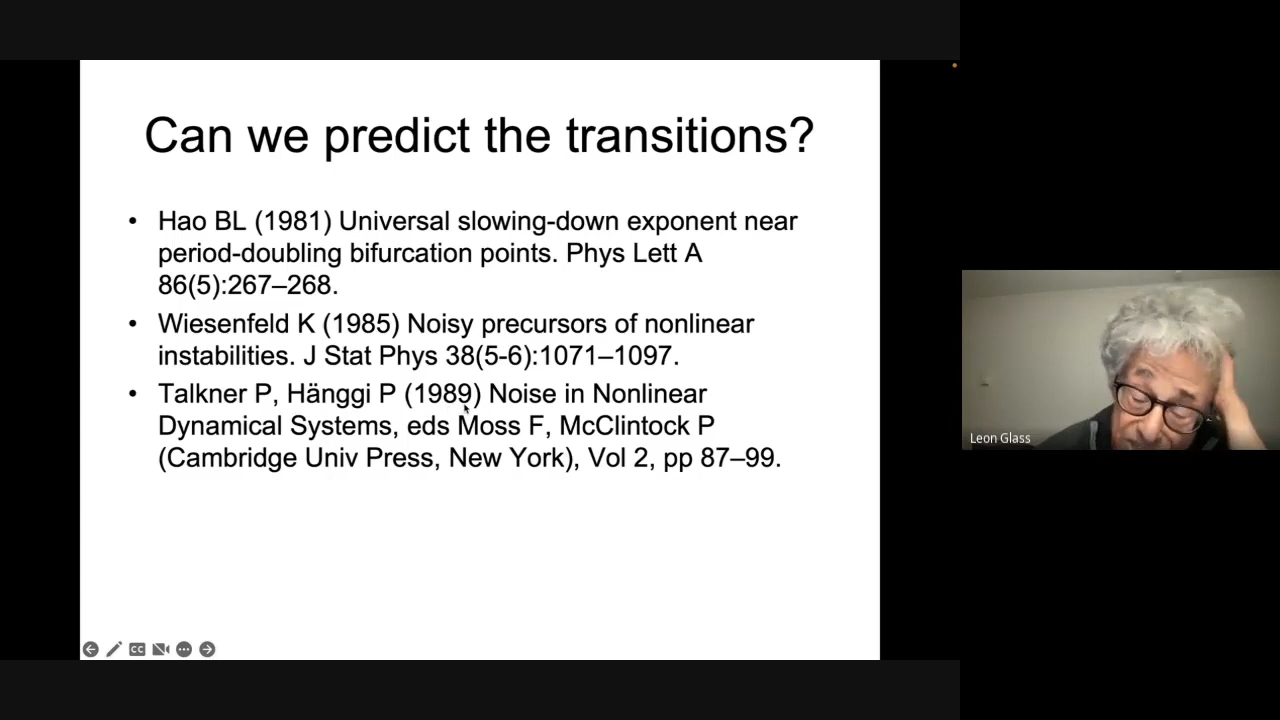 Can we predict the transitions?
• Hao BL (1981) Universal slowing-down exponent near
period-doubling bifurcation points. Phys Lett A
86(5):267–268.
• Wiesenfeld K (1985) Noisy precursors of nonlinear
instabilities. J Stat Phys 38(5-6):1071–1097.
• Talkner P, Hänggi P (1989) Noise in Nonlinear
Dynamical Systems, eds Moss F, McClintock P
(Cambridge Univ Press, New York), Vol 2, pp 87–99.
CC
Leon Glass